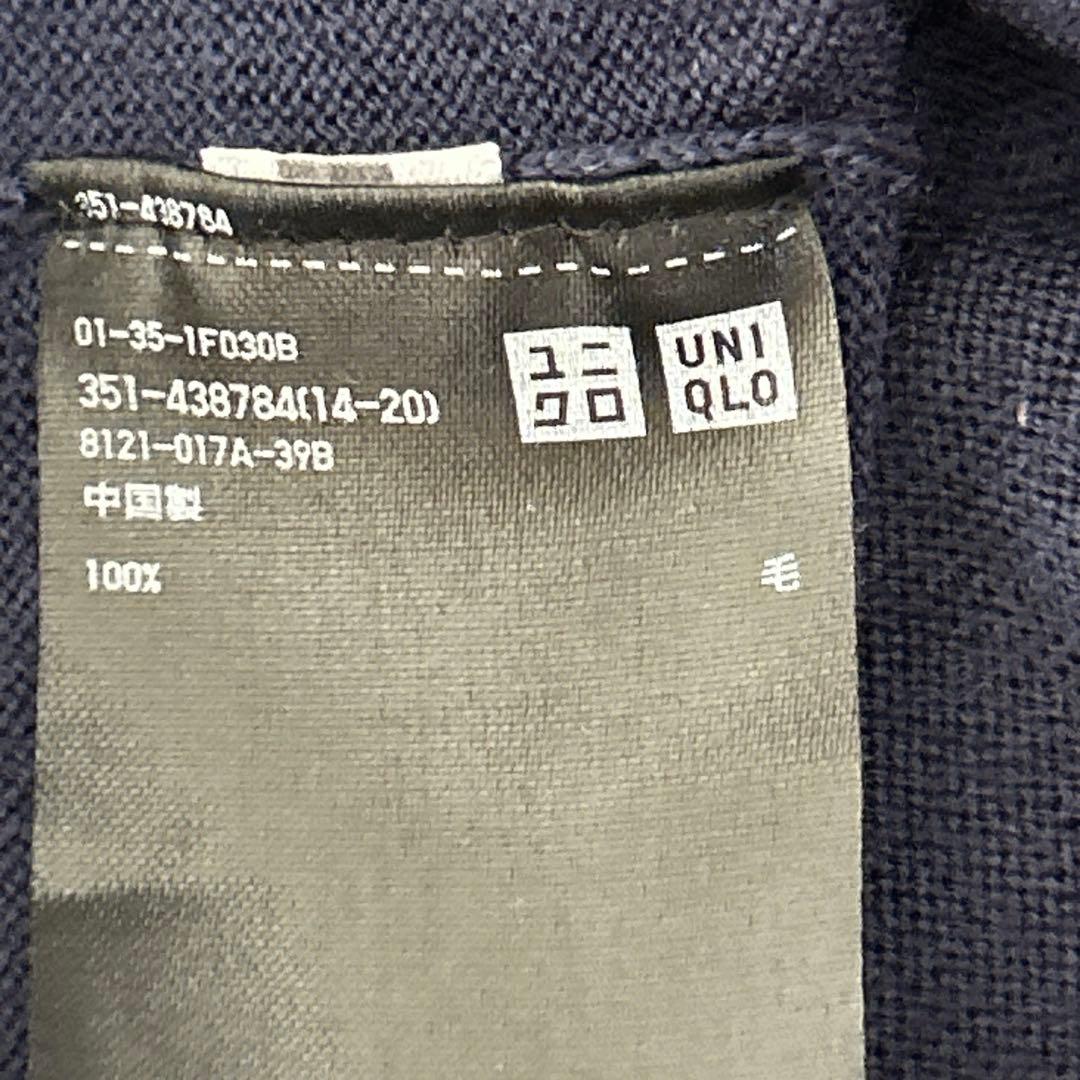 351-43878A
01-35-1F030B
351-438784(14-20)
8121-017A-39B
中国製
100% 毛
ユニ
クロ
UNI
QLO